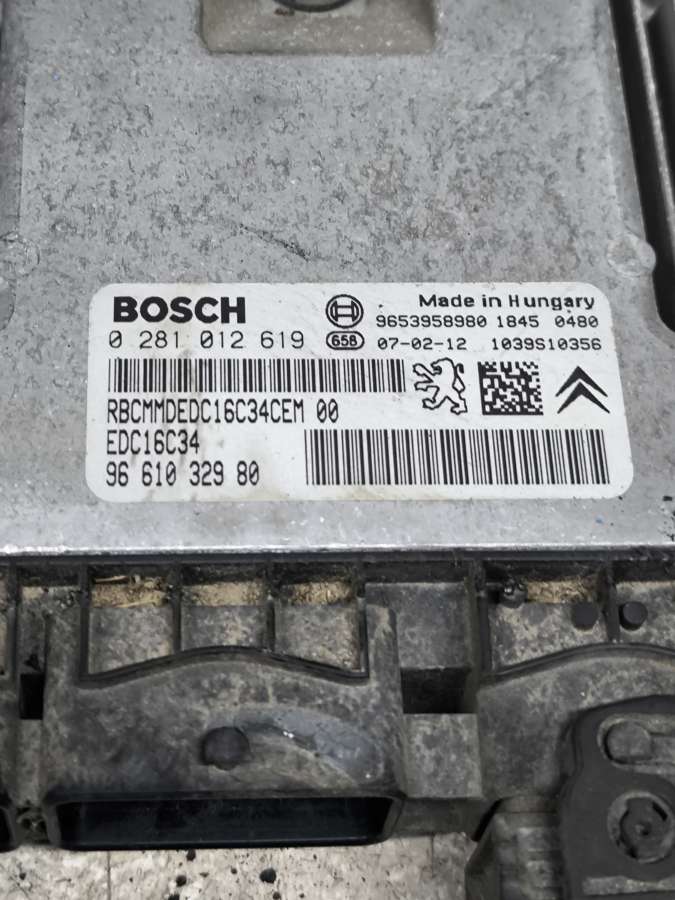 BOSCH
Made in Hungary
9653958980 1845 0480
0 281 012 619
658
07-02-12 1039S10356
RBCMMDEDC16C34CEM 00
EDC16C34
96 610 329 80